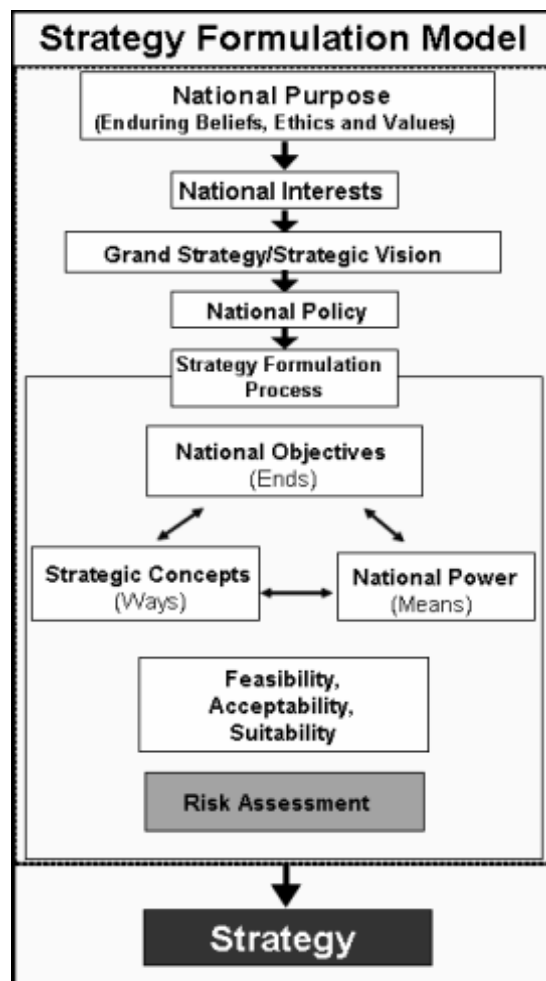 Strategy Formulation Model
National Purpose
(Enduring Beliefs, Ethics and Values)
National Interests
Grand Strategy/Strategic Vision
National Policy
Strategy Formulation
Process
National Objectives
(Ends)
Strategic Concepts
(Ways)
National Power
(Means)
Feasibility,
Acceptability,
Suitability
Risk Assessment
Strategy